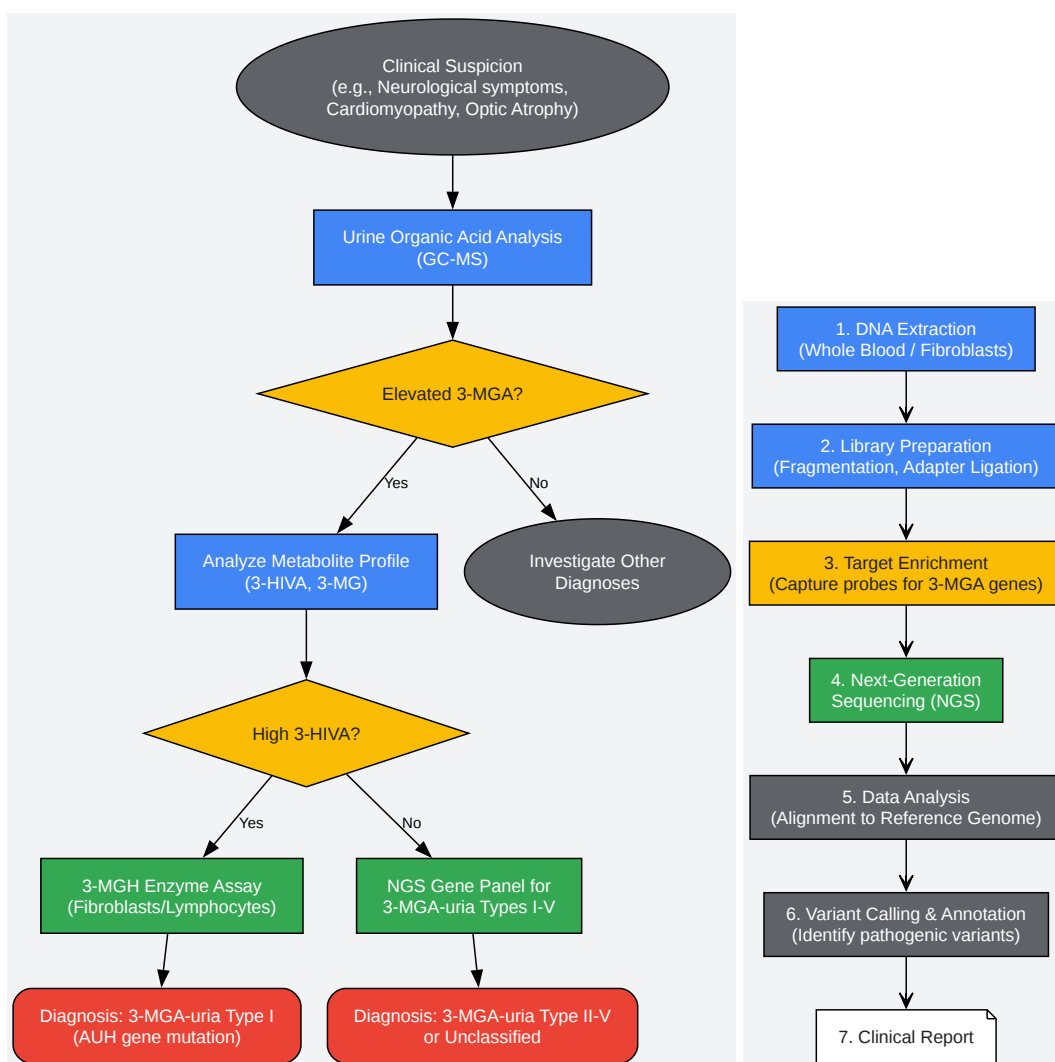 Clinical Suspicion
(e.g., Neurological symptoms,
Cardiomyopathy, Optic Atrophy)
Urine Organic Acid Analysis
(GC-MS)
Elevated 3-MGA?
Yes
No
Analyze Metabolite Profile
(3-HIVA, 3-MG)
Investigate Other
Diagnoses
High 3-HIVA?
Yes
No
3-MGH Enzyme Assay
(Fibroblasts/Lymphocytes)
NGS Gene Panel for
3-MGA-uria Types I-V
Diagnosis: 3-MGA-uria Type I
(AUH gene mutation)
Diagnosis: 3-MGA-uria Type II-V
or Unclassified
1. DNA Extraction
(Whole Blood / Fibroblasts)
2. Library Preparation
(Fragmentation, Adapter Ligation)
3. Target Enrichment
(Capture probes for 3-MGA genes)
4. Next-Generation
Sequencing (NGS)
5. Data Analysis
(Alignment to Reference Genome)
6. Variant Calling & Annotation
(Identify pathogenic variants)
7. Clinical Report